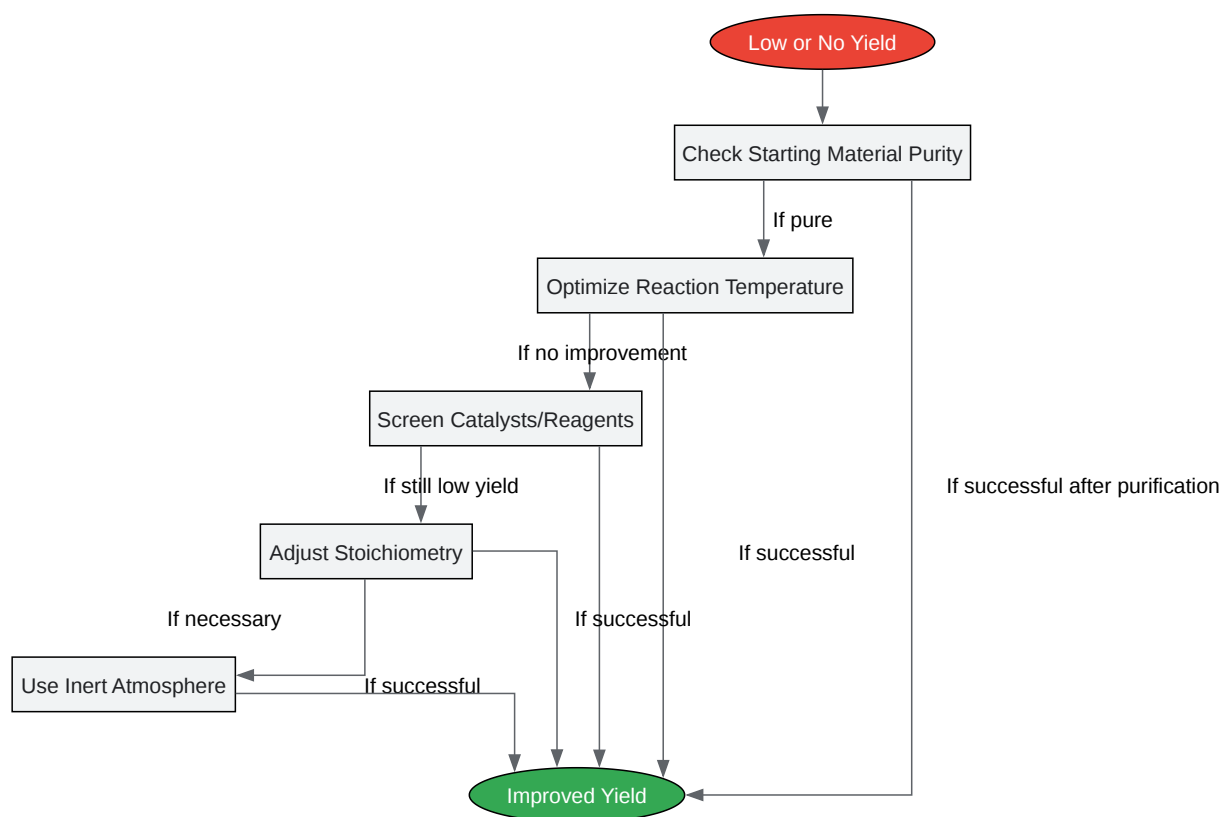 Low or No Yield
Check Starting Material Purity
If pure
Optimize Reaction Temperature
If no improvement
Screen Catalysts/Reagents
If still low yield
If successful after purification
Adjust Stoichiometry
If successful
If necessary
If successful
Use Inert Atmosphere
If successful
Improved Yield